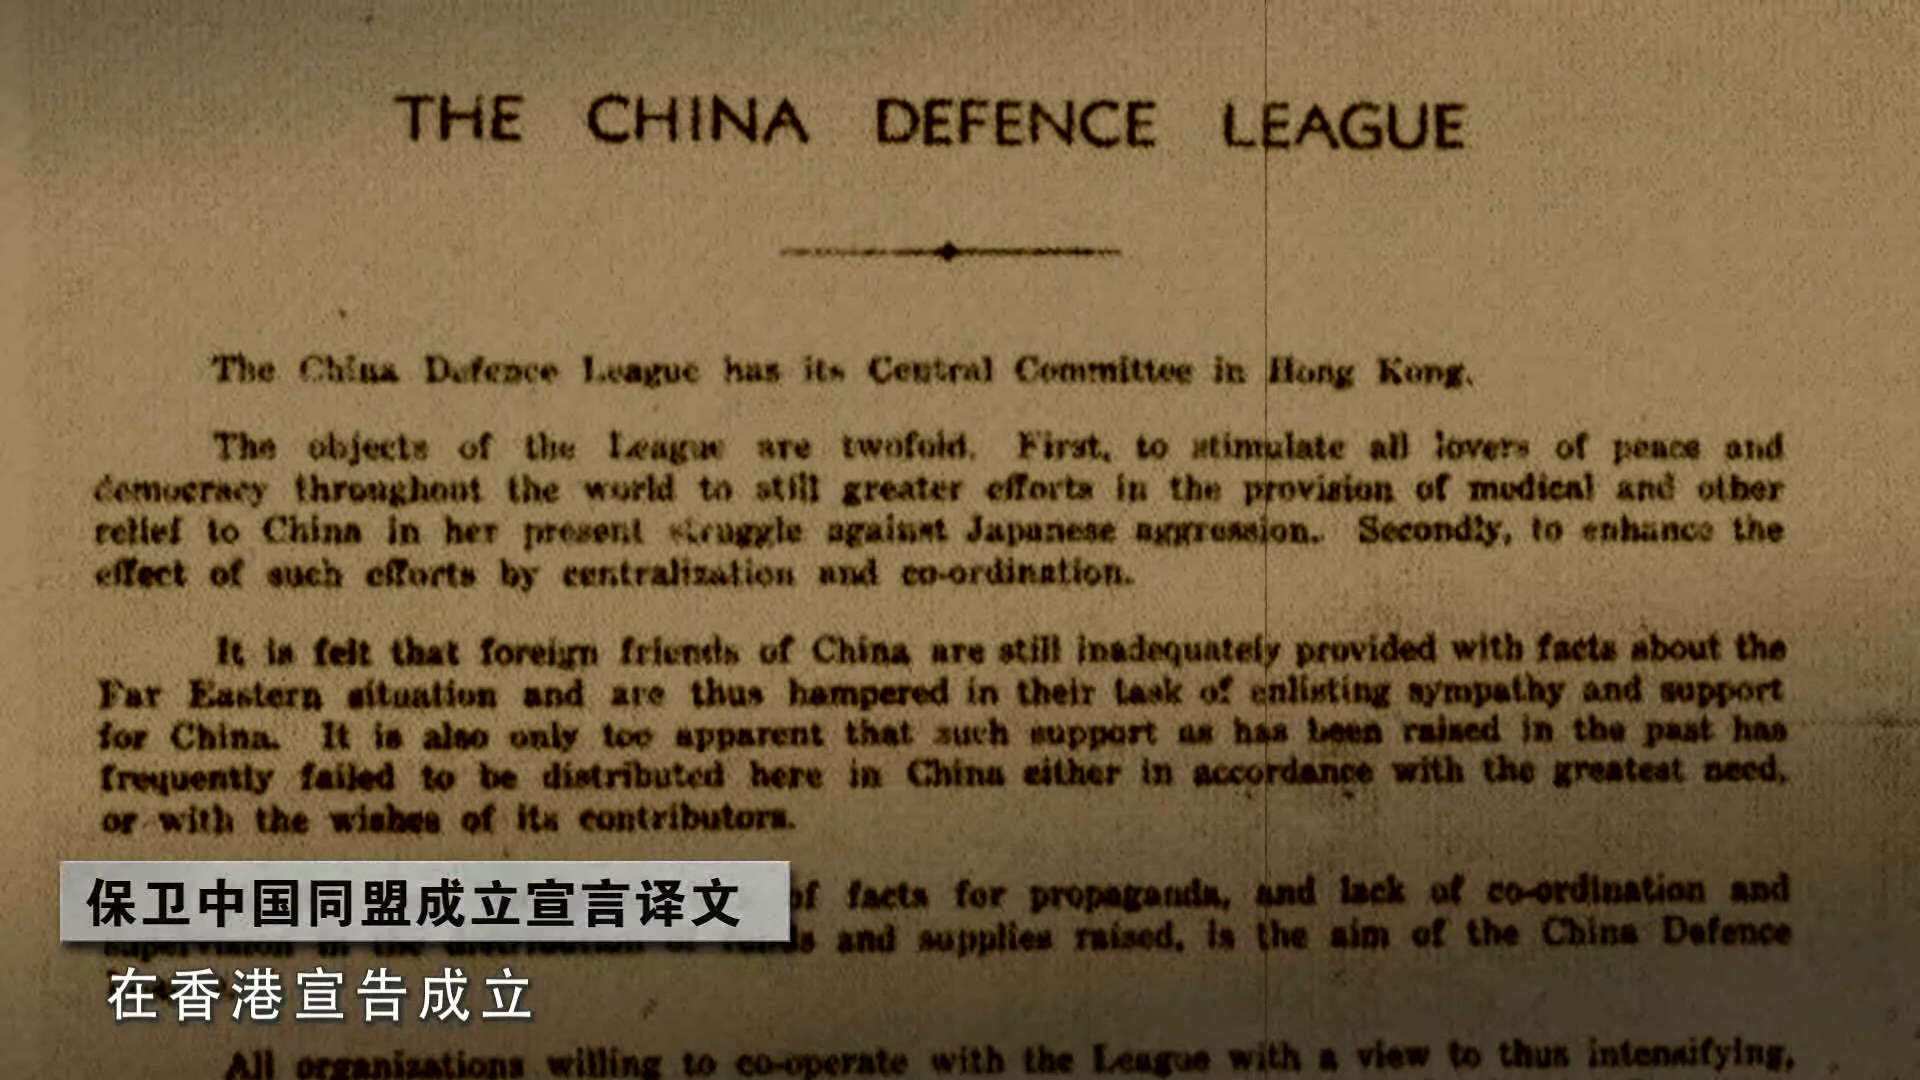 THE CHINA DEFENCE LEAGUE
The China Defence League has its Central Committee in Hong Kong.
The objects of the League are twofold. First, to stimulate all lovers of peace and
democracy throughout the world to still greater efforts in the provision of medical and other
relief to China in her present struggle against Japanese aggression. Secondly, to enhance the
effect of such efforts by centralization and co-ordination.
It is felt that foreign friends of China are still inadequately provided with facts about the
Far Eastern situation and are thus hampered in their task of enlisting sympathy and support
for China. It is also only too apparent that such support as has been raised in the past has
frequently failed to be distributed here in China either in accordance with the greatest need,
or with the wishes of its contributors.
of facts for propaganda, and lack of co-ordination and
保卫中国同盟成立宣言译文
and supplies raised, is the aim of the China Defence
在香港宣告成立
All organizations willing to co-operate with the League with a view to thus intensifying,